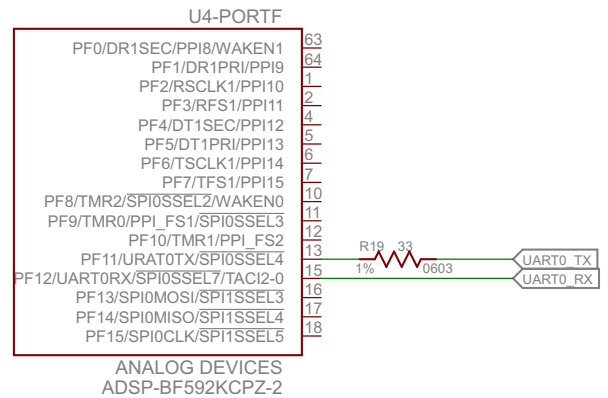 U4-PORTF
PF0/DR1SEC/PPI8/WAKEN1 63
PF1/DR1PRI/PPI9 64
PF2/RSCLK1/PPI10 1
PF3/RFS1/PPI11 2
PF4/DT1SEC/PPI12 4
PF5/DT1PRI/PPI13 5
PF6/TSCLK1/PPI14 6
PF7/TFS1/PPI15 7
PF8/TMR2/SPI0SSEL2/WAKEN0 10
PF9/TMR0/PPI_FS1/SPI0SSEL3 11
PF10/TMR1/PPI_FS2 12
R19 33
PF11/URAT0TX/SPI0SSEL4 13 UART0_TX
1% 0603
PF12/UART0RX/SPI0SSEL7/TACI2-0 15 UART0_RX
PF13/SPI0MOSI/SPI1SSEL3 16
PF14/SPI0MISO/SPI1SSEL4 17
PF15/SPI0CLK/SPI1SSEL5 18
ANALOG DEVICES
ADSP-BF592KCPZ-2